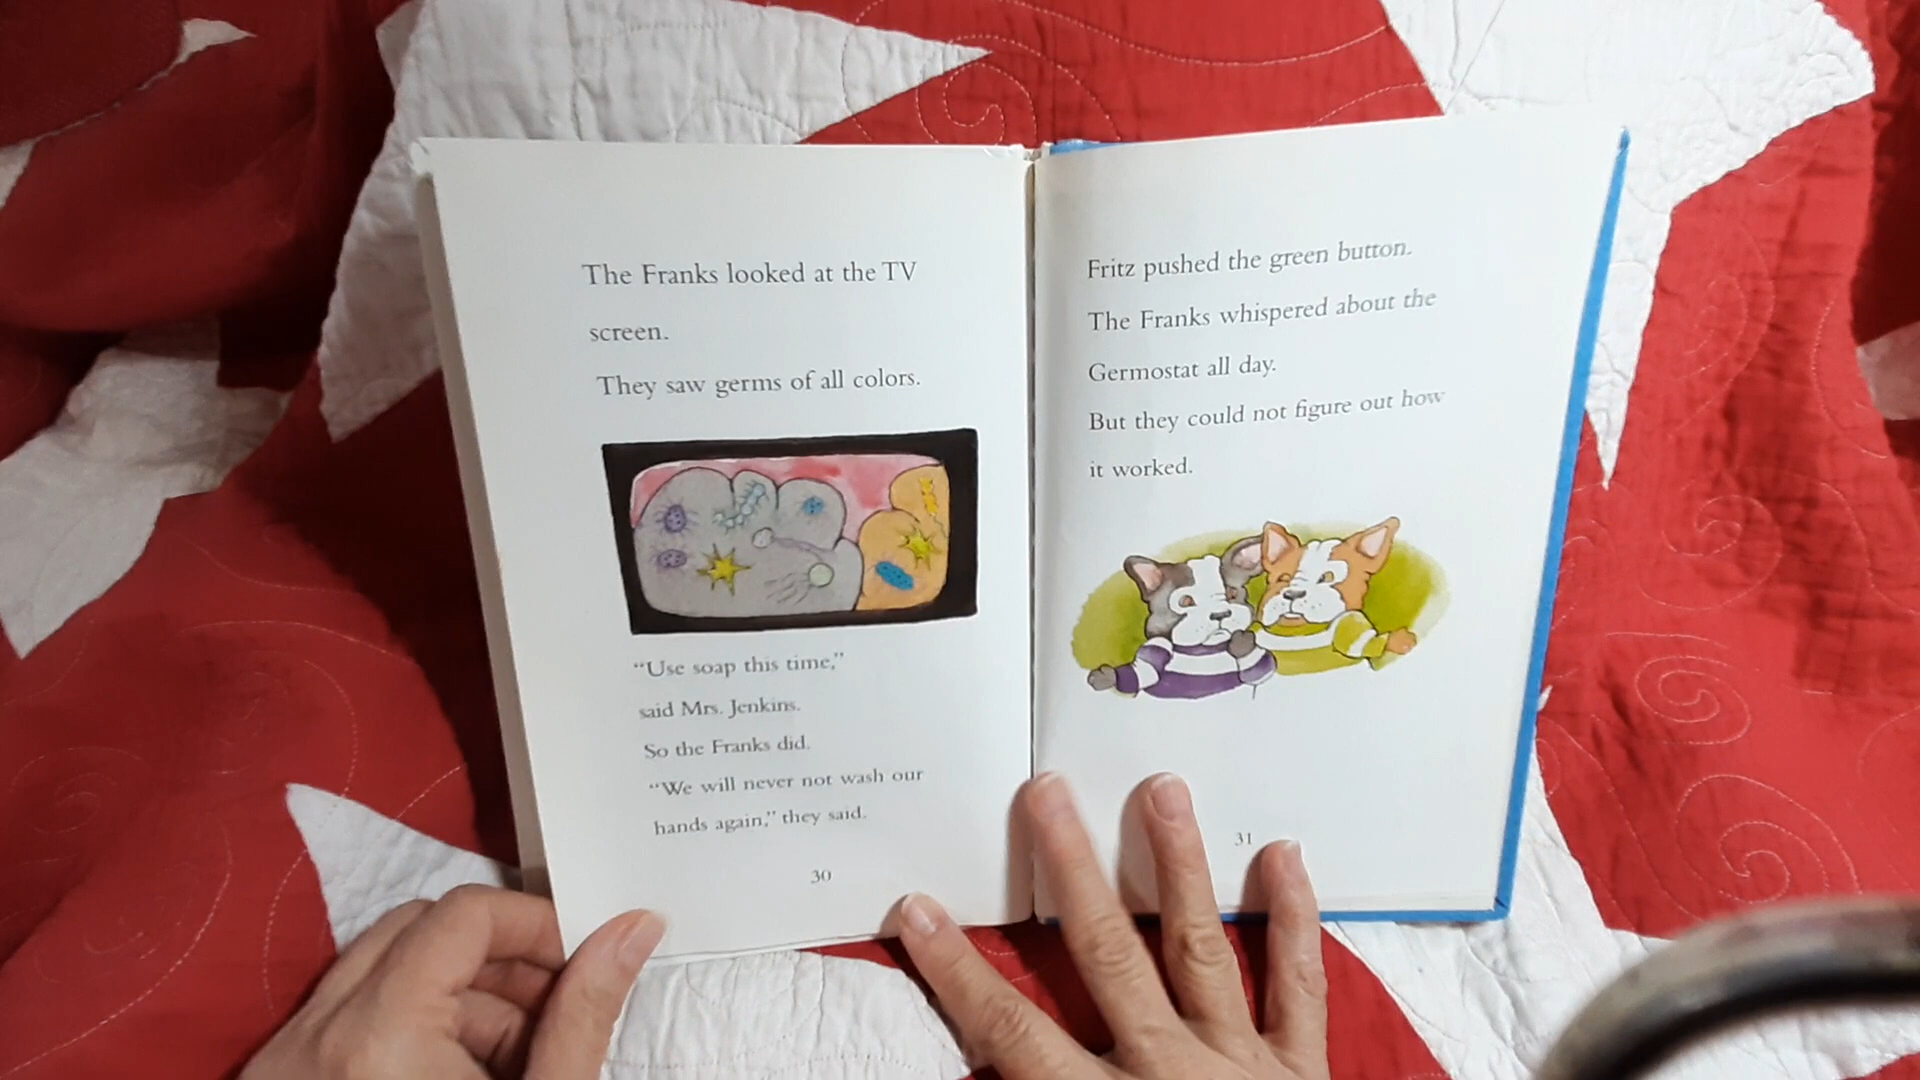 The Franks looked at the TV
screen.
They saw germs of all colors.
“Use soap this time,”
said Mrs. Jenkins.
So the Franks did.
“We will never not wash our
hands again,” they said.
30
Fritz pushed the green button.
The Franks whispered about the
Germostat all day.
But they could not figure out how
it worked.
31